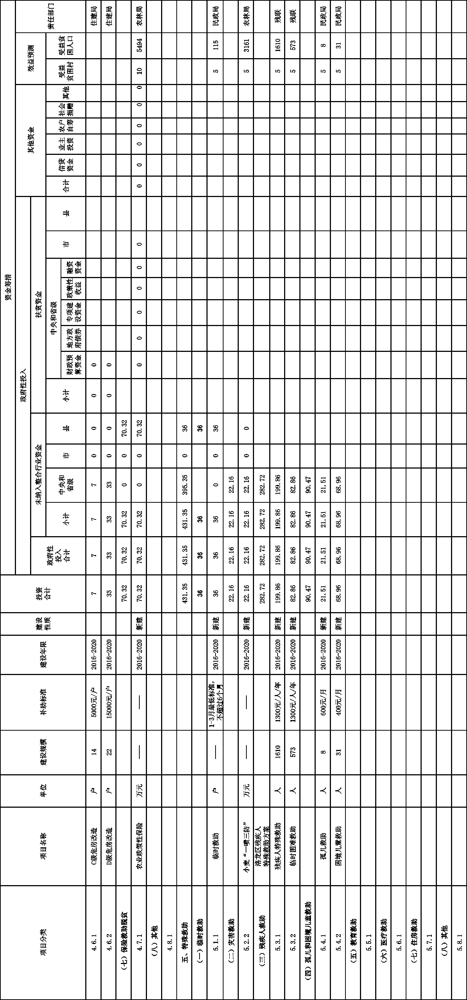 项目分类 项目名称 单位 建设规模 补助标准 建设年限 建设性质 投资合计 资金筹措 效益预测 责任部门
政府性投入 其他资金 受益贫困村 受益贫困人口
政府性投入合计 未纳入整合行业资金 扶贫资金 合计 信贷资金 业主投资 农户自筹 社会捐赠 其他
小计 中央和省级 市 县 小计 中央和省级 市 县
财政预算资金 地方政府债券 专项建设资金 政策性收益 融资资金
4.6.1 C级危房改造 户 14 5000元/户 2016-2020 7 7 7 7 0 0 0 0 住建局
4.6.2 D级危房改造 户 22 15000元/户 2016-2020 33 33 33 33 0 0 0 0 住建局
（七）保险救助脱贫 70.32 70.32 70.32 0 0 70.32
4.7.1 农业政策性保险 万元 —— —— 2016-2020 新建 70.32 70.32 70.32 0 0 70.32 0 0 0 0 0 0 0 0 0 0 0 0 10 5494 农林局
（八）其他
4.8.1
五、特殊救助 431.35 431.35 431.35 395.35 0 36
（一）临时救助 36 36 36 36
5.1.1 临时救助 户 —— 1-3月最低标准，不超过6个月 2016-2020 新建 36 36 36 0 0 36 5 115 民政局
（二）灾害救助 22.16 22.16 22.16 22.16
5.2.2 小麦“一喷三防” 万元 —— —— 2016-2020 新建 22.16 22.16 22.16 22.16 0 0 5 3161 农林局
（三）残疾人救助 洛龙区残疾人特殊救助方案 282.72 282.72 282.72 282.72
5.3.1 残疾人特殊救助 人 1610 1300元/人/年 2016-2020 新建 199.86 199.86 199.86 199.86 5 1610 残联
5.3.2 临时困难救助 人 573 1300元/人/年 2016-2020 新建 82.86 82.86 82.86 82.86 5 573 残联
（四）孤儿和困境儿童救助 90.47 90.47 90.47 90.47
5.4.1 孤儿救助 人 8 600元/月 2016-2020 新建 21.51 21.51 21.51 21.51 5 8 民政局
5.4.2 困境儿童救助 人 31 400元/月 2016-2020 新建 68.96 68.96 68.96 68.96 5 31 民政局
（五）教育救助
5.5.1
（六）医疗救助
5.6.1
（七）住房救助
5.7.1
（八）其他
5.8.1